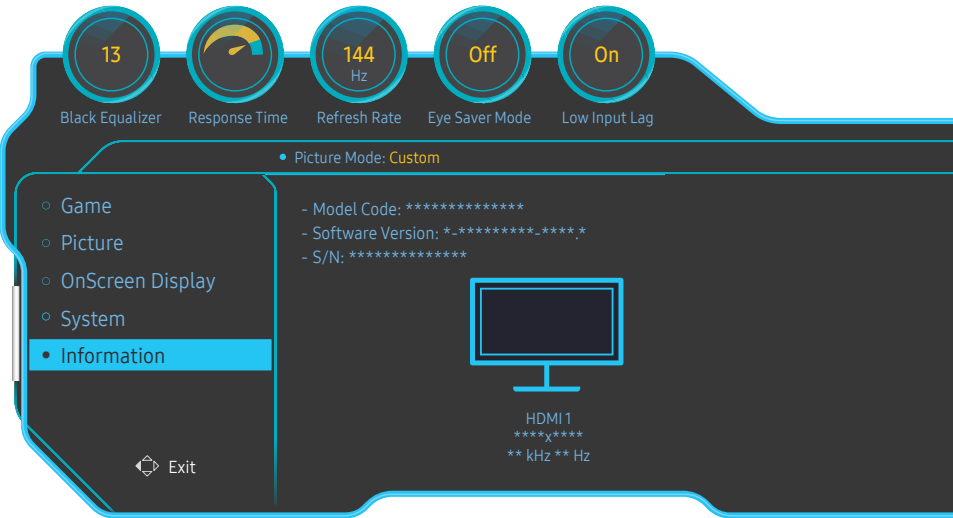 13
144
Hz
Off
On
Black Equalizer
Response Time
Refresh Rate
Eye Saver Mode
Low Input Lag
• Picture Mode: Custom
Game
Picture
OnScreen Display
System
Information
Exit
- Model Code: **************
- Software Version: *-*********-****.*
- S/N: **************
HDMI 1
****x****
** kHz ** Hz